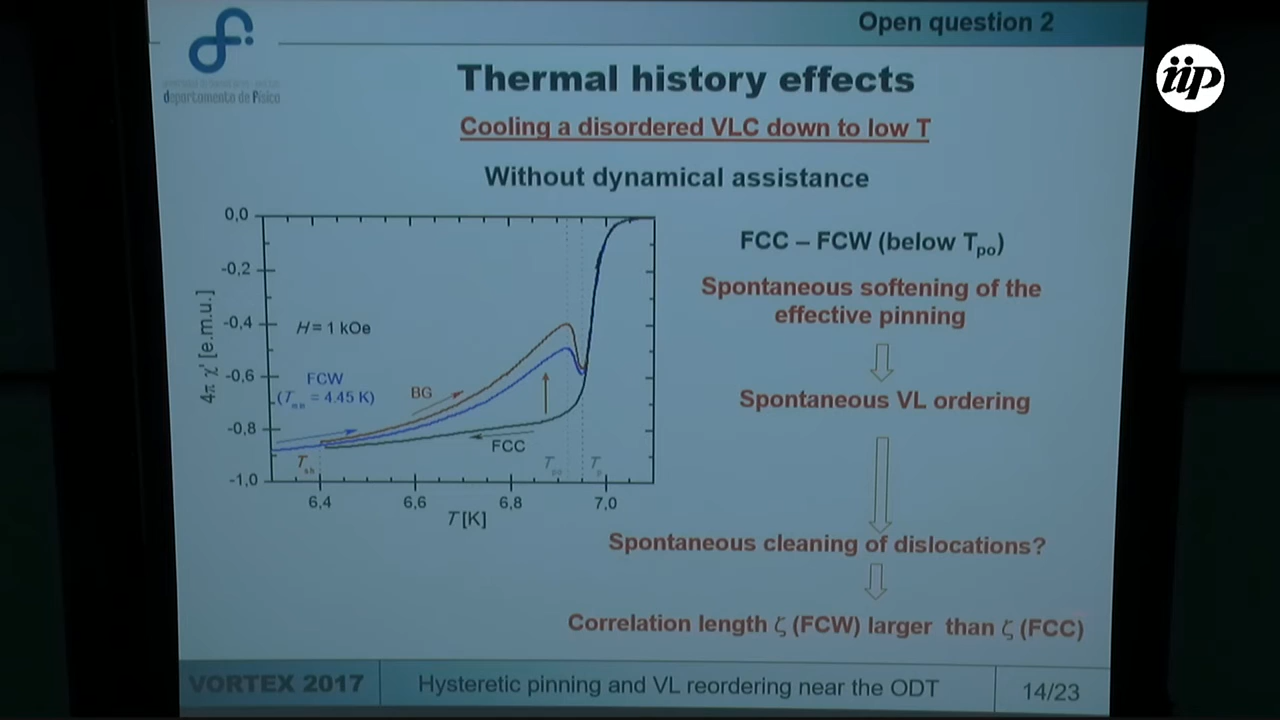 Open question 2
iip
departamento de Física
Thermal history effects
Cooling a disordered VLC down to low T
Without dynamical assistance
0,0
-0,2
-0,4
-0,6
-0,8
-1,0
4π χ' [e.m.u.]
H = 1 kOe
FCW
= 4.45 K)
BG
FCC
T
T po
T p
6,4
6,6
6,8
7,0
T [K]
FCC – FCW (below Tpo)
Spontaneous softening of the
effective pinning
Spontaneous VL ordering
Spontaneous cleaning of dislocations?
Correlation length ζ (FCW) larger than ζ (FCC)
VORTEX 2017
Hysteretic pinning and VL reordering near the ODT
14/23